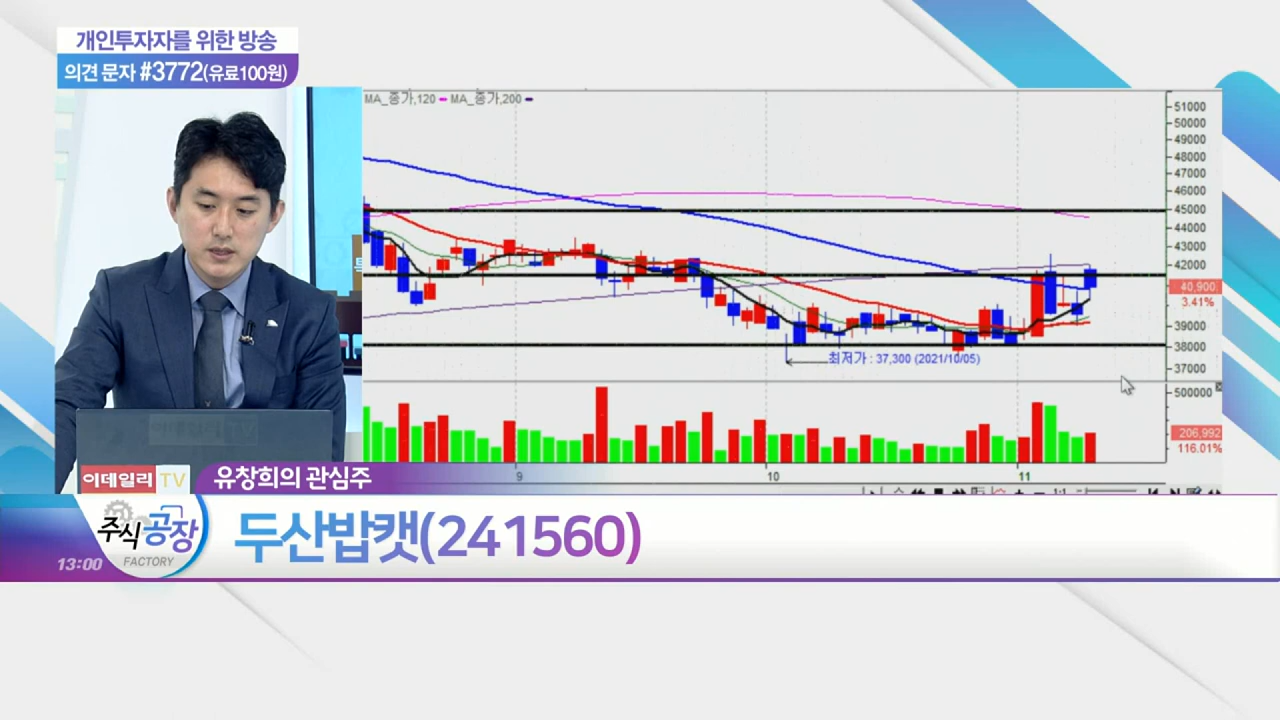 개인투자자를 위한 방송
의견 문자 #3772(유료100원)
MA_종가,120 MA_종가,200
51000
50000
49000
48000
47000
46000
45000
44000
43000
42000
40,900
3.41%
39000
38000
37000
최저가 : 37,300 (2021/10/05)
500000
206,992
116.01%
9 10 11
이데일리 TV
유창희의 관심주
주식공장
FACTORY
13:00
두산밥캣(241560)